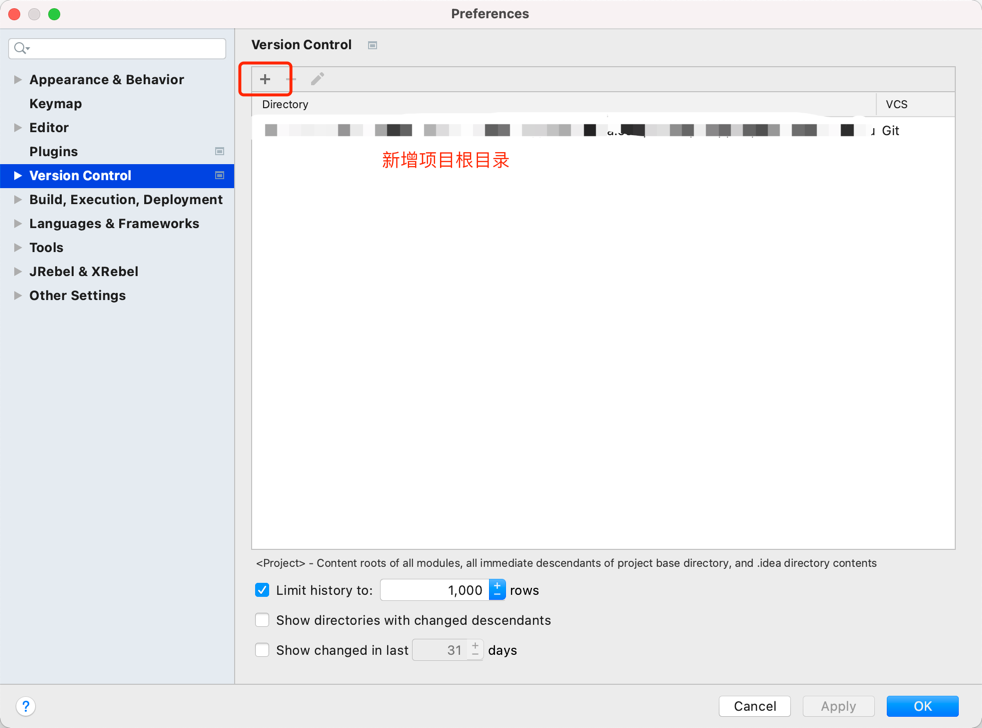 Preferences
Version Control
Appearance & Behavior
Keymap
Editor
Plugins
Version Control
Build, Execution, Deployment
Languages & Frameworks
Tools
JRebel & XRebel
Other Settings
Directory VCS
Git
新增项目根目录
<Project> - Content roots of all modules, all immediate descendants of project base directory, and .idea directory contents
Limit history to: 1,000 rows
Show directories with changed descendants
Show changed in last 31 days
? Cancel Apply OK